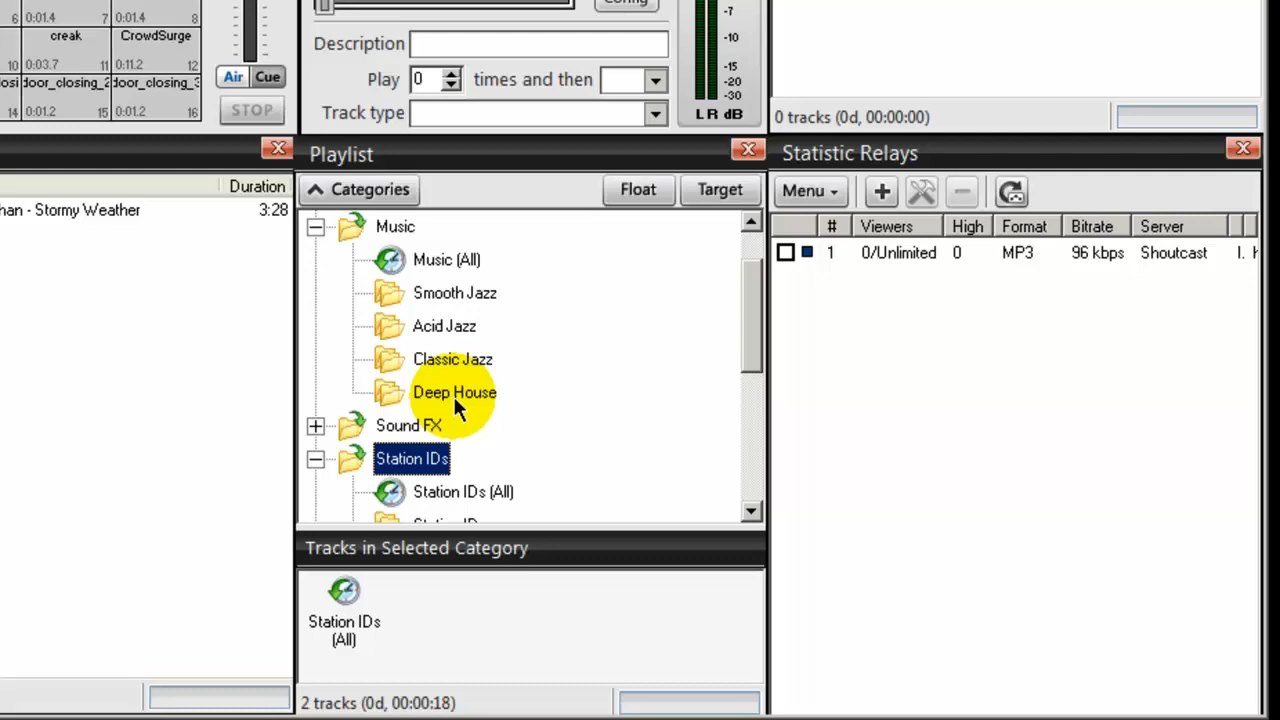 6 0:01.4 7 0:01.4 8
creak CrowdSurge
10 0:03.7 11 0:11.2 12
door_closing_2 door_closing_3
14 0:01.2 15 0:01.2 16
Air Cue
STOP
Config
Description
Play 0 times and then
Track type
-7
-10
-15
-20
-30
L R dB
0 tracks (0d, 00:00:00)
Duration
han - Stormy Weather 3:28
Playlist
Categories Float Target
Music
Music (All)
Smooth Jazz
Acid Jazz
Classic Jazz
Deep House
Sound FX
Station IDs
Station IDs (All)
Tracks in Selected Category
Station IDs
(All)
2 tracks (0d, 00:00:18)
Statistic Relays
Menu
# Viewers High Format Bitrate Server
1 0/Unlimited 0 MP3 96 kbps Shoutcast